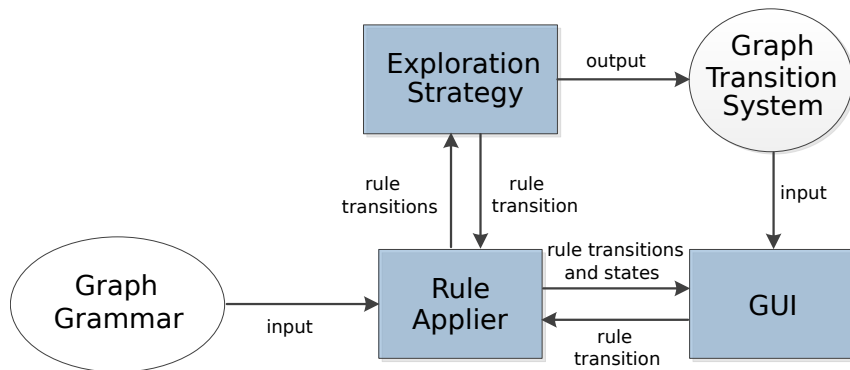 Exploration
Strategy
output
Graph
Transition
System
rule
transitions
rule
transition
input
Graph
Grammar
input
Rule
Applier
rule transitions
and states
rule
transition
GUI